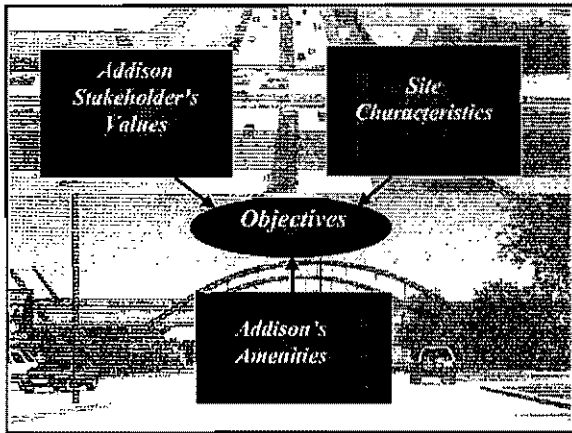 Addison
Stakeholder's
Values
Site
Characteristics
Objectives
Addison's
Amenities